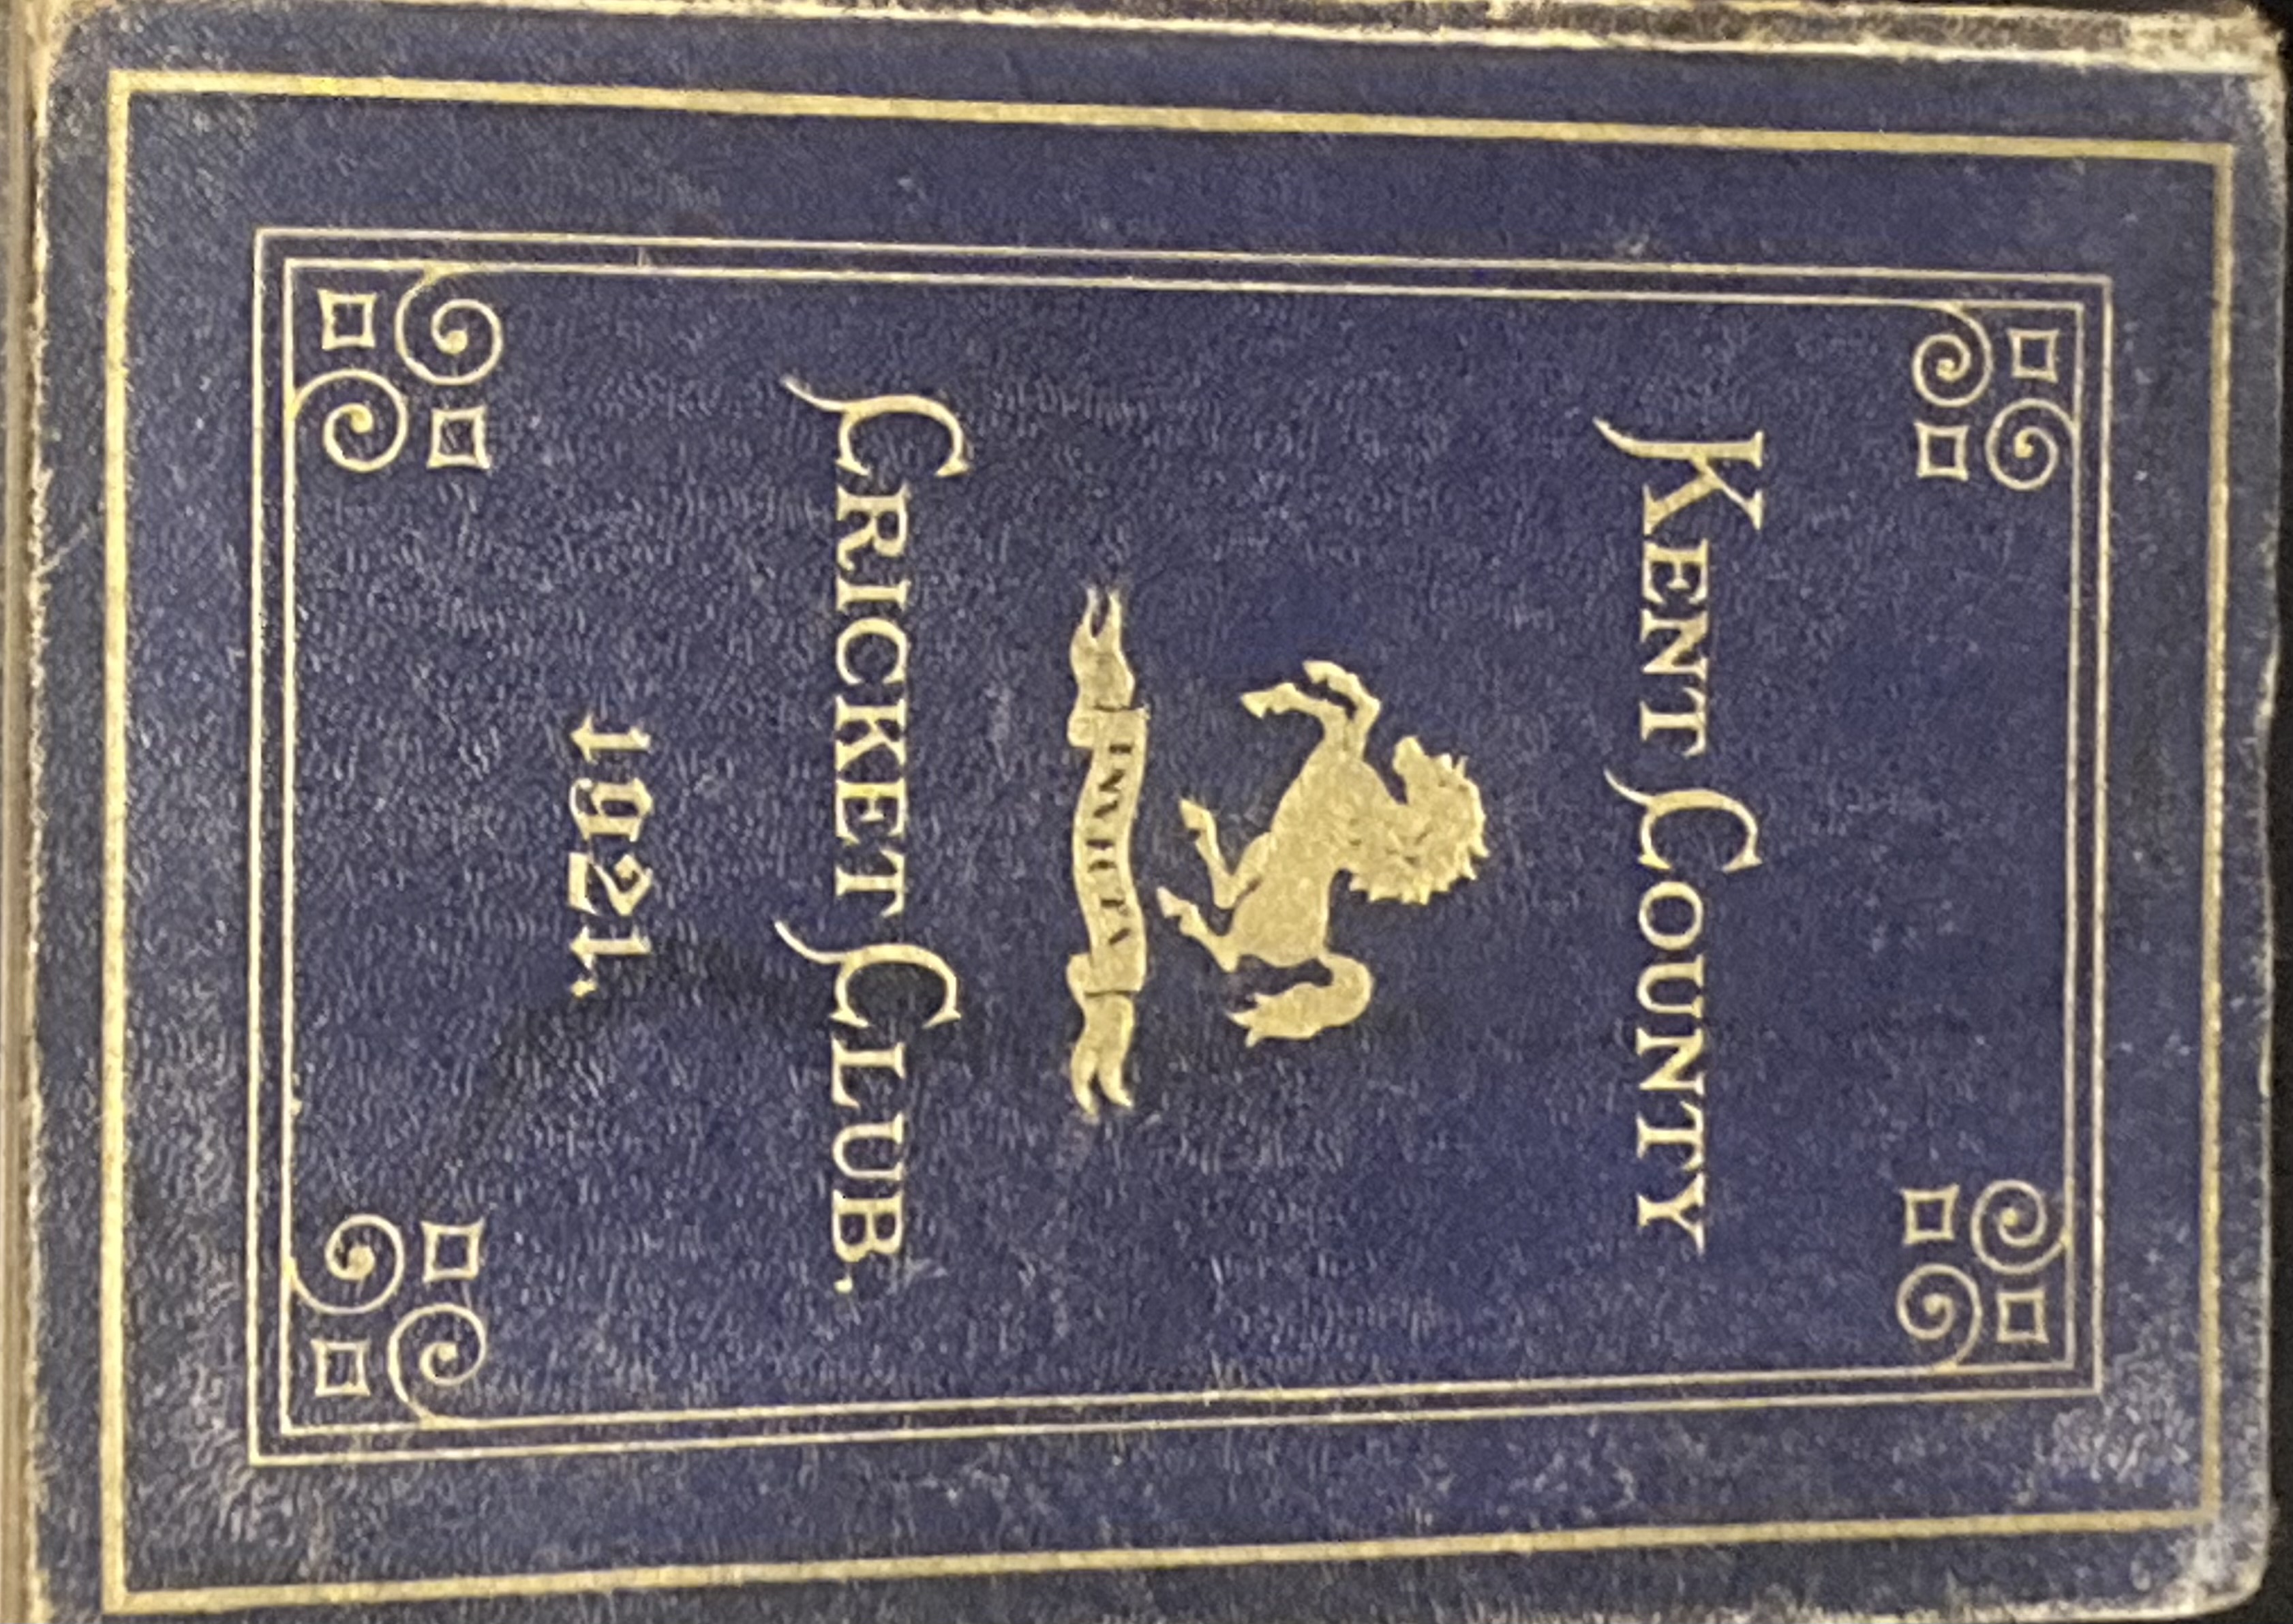 KENT COUNTY
INVICTA
CRICKET CLUB.
1921.